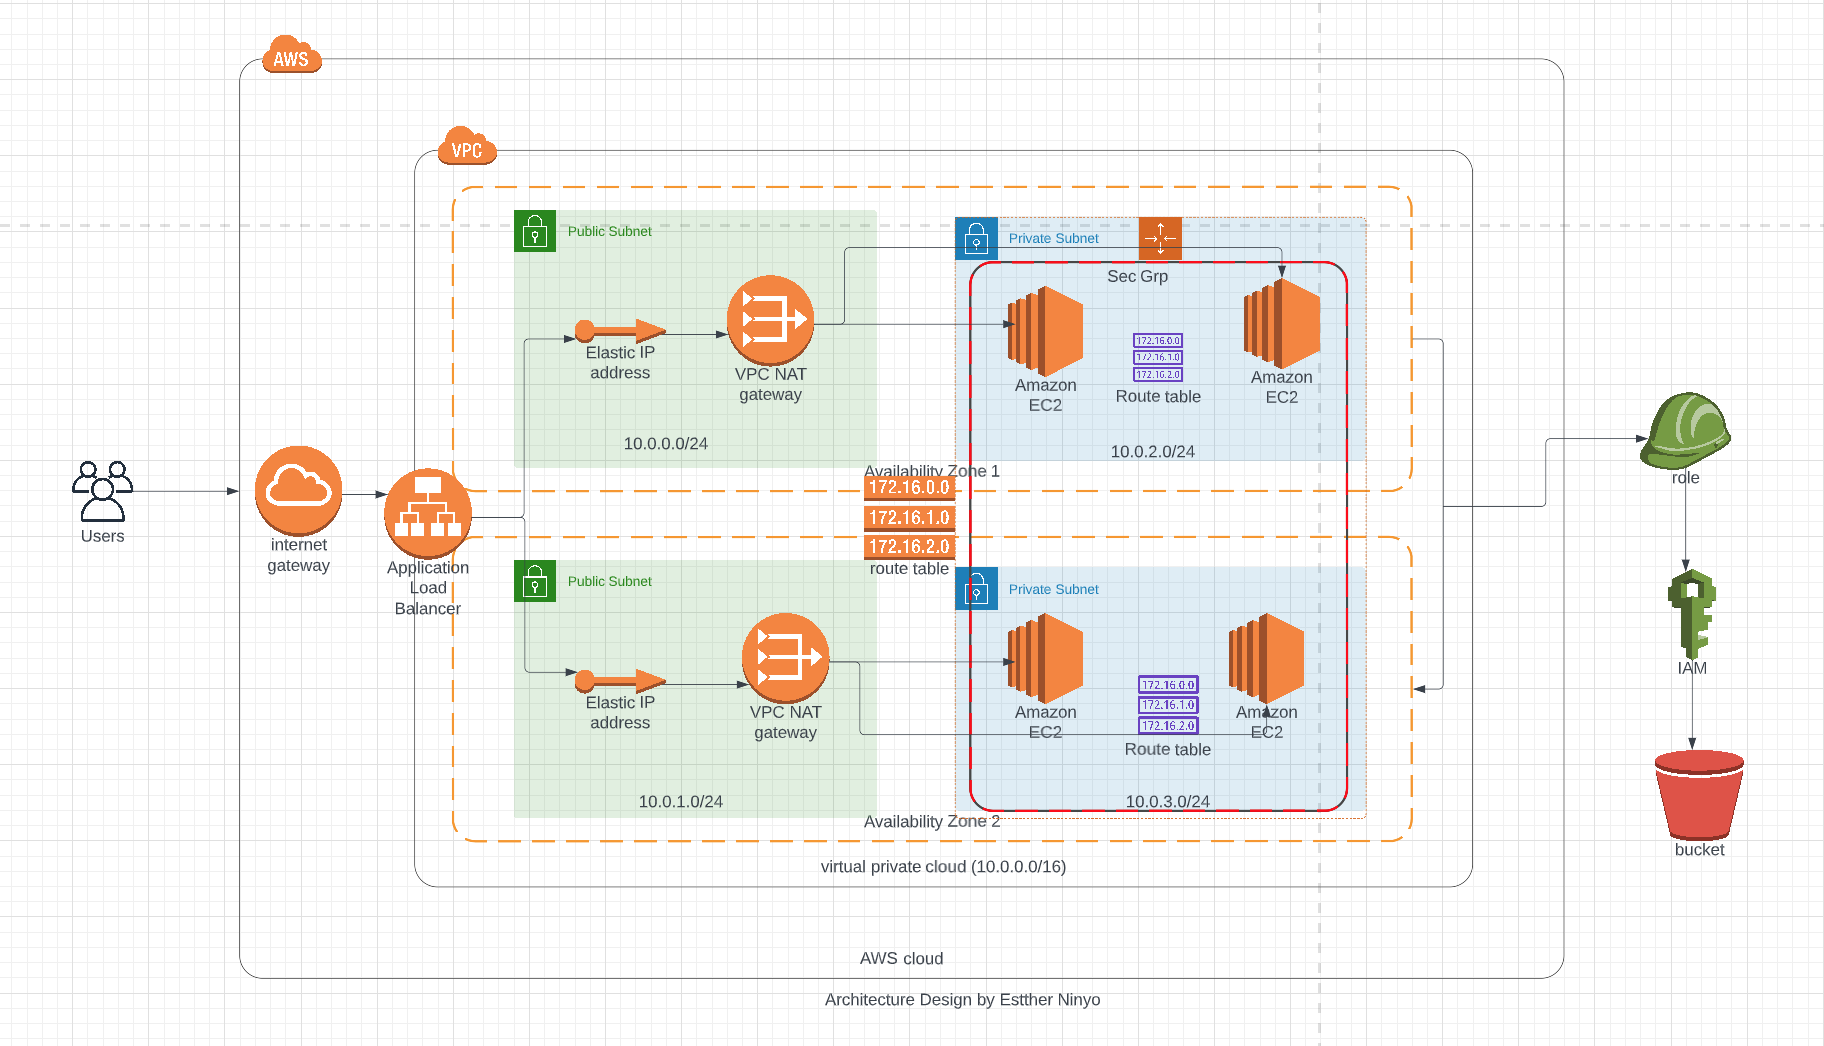 AWS
VPC
Public Subnet
Private Subnet
Sec Grp
Elastic IP
address
VPC NAT
gateway
Amazon
EC2
172.16.0.0
172.16.1.0
172.16.2.0
Route table
Amazon
EC2
10.0.0.0/24
10.0.2.0/24
Availability Zone 1
172.16.0.0
172.16.1.0
172.16.2.0
route table
Users
internet
gateway
Application
Load
Balancer
Public Subnet
Private Subnet
Elastic IP
address
VPC NAT
gateway
Amazon
EC2
172.16.0.0
172.16.1.0
172.16.2.0
Route table
Amazon
EC2
10.0.1.0/24
10.0.3.0/24
Availability Zone 2
virtual private cloud (10.0.0.0/16)
role
IAM
bucket
AWS cloud
Architecture Design by Estther Ninyo